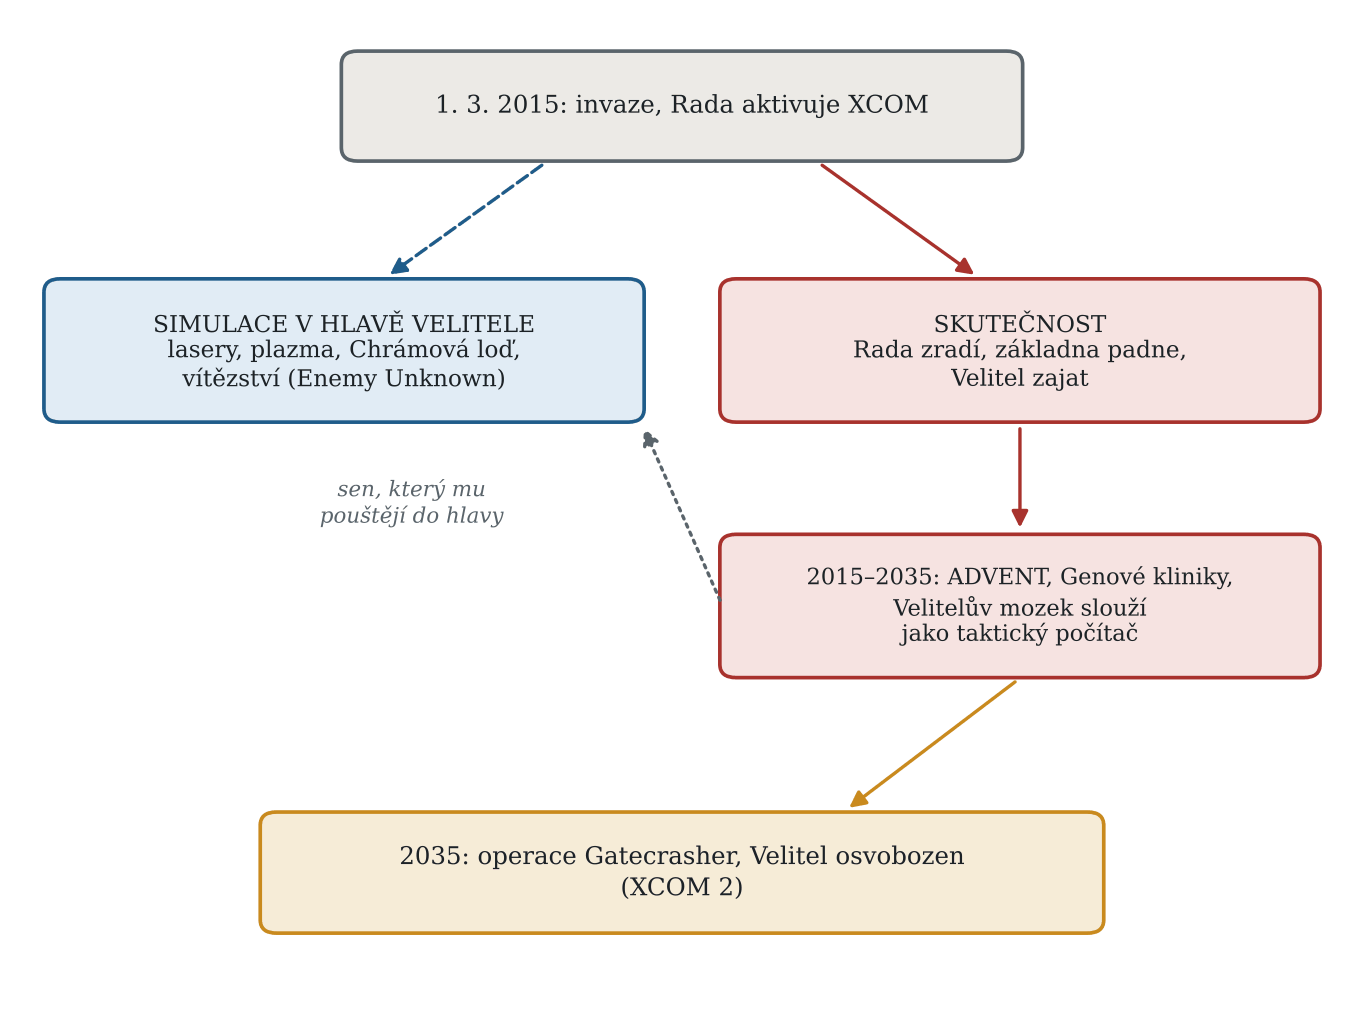 1. 3. 2015: invaze, Rada aktivuje XCOM
SIMULACE V HLAVĚ VELITELE
lasery, plazma, Chrámová loď,
vítězství (Enemy Unknown)
SKUTEČNOST
Rada zradí, základna padne,
Velitel zajat
sen, který mu
pouštějí do hlavy
2015–2035: ADVENT, Genové kliniky,
Velitelův mozek slouží
jako taktický počítač
2035: operace Gatecrasher, Velitel osvobozen
(XCOM 2)